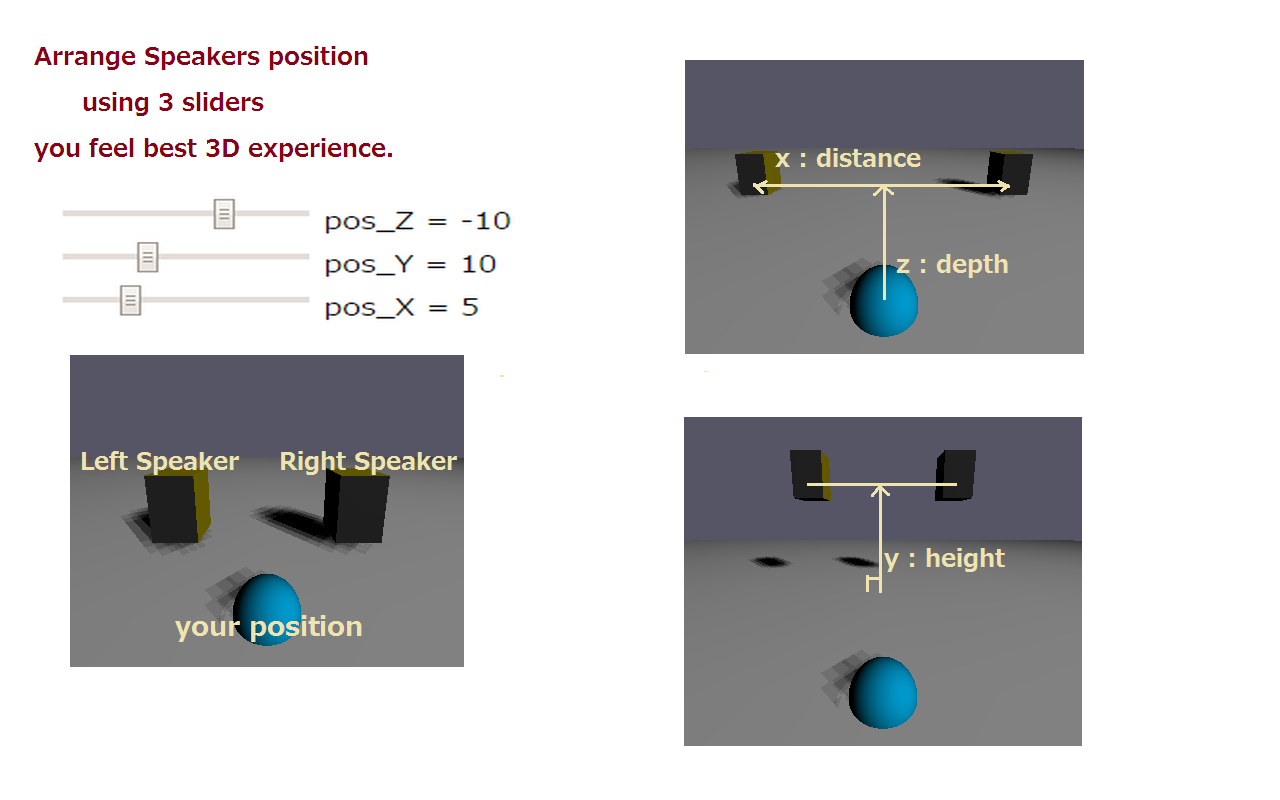 Arrange Speakers position
using 3 sliders
you feel best 3D experience.
pos_Z = -10
pos_Y = 10
pos_X = 5
Left Speaker
Right Speaker
your position
x : distance
z : depth
y : height